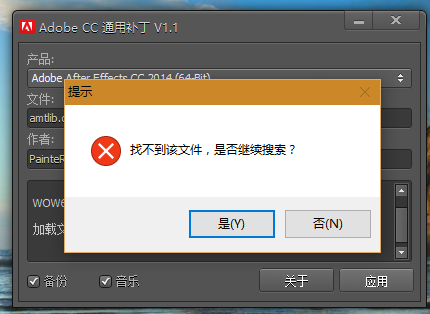 Adobe CC 通用补丁 V1.1
产品:
Adobe After Effects CC 2014 (64-Bit)
提示
文件:
amtlib.
作者:
找不到该文件，是否继续搜索？
PainteR
加载文
是(Y)
否(N)
备份
音乐
关于
应用